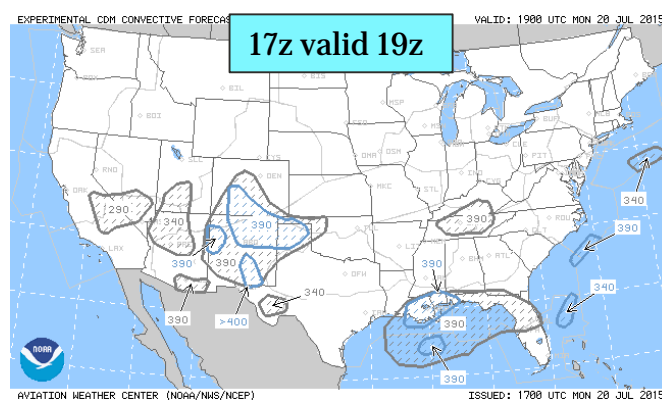 EXPERIMENTAL CDM CONVECTIVE FORECAS
VALID: 1900 UTC MON 20 JUL 2015
17z valid 19z
SEA
BIL
BIS
MSP
BOI
RNO
SLC
CYS
DEN
OMA
DSM
MKC
STL
IND
CVG
PIT
OAK
LAX
LIT
ATL
DFW
RDU
290
340
390
390
390
390
>400
340
390
390
390
390
340
390
340
NOAA
AVIATION WEATHER CENTER (NOAA/NWS/NCEP)
ISSUED: 1700 UTC MON 20 JUL 2015